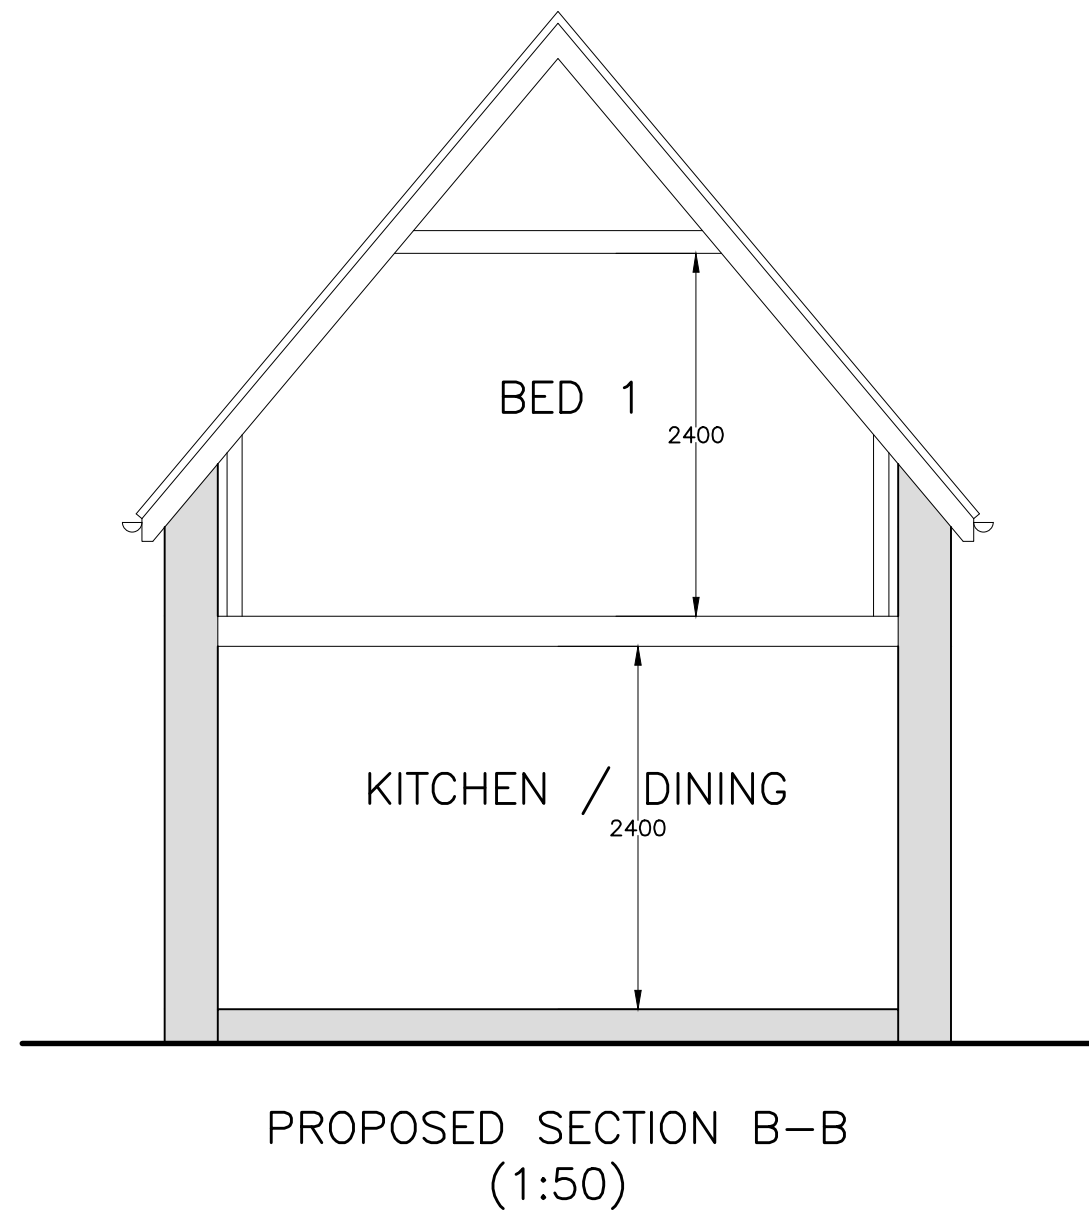 BED 1
2400
KITCHEN / DINING
2400
PROPOSED SECTION B-B
(1:50)